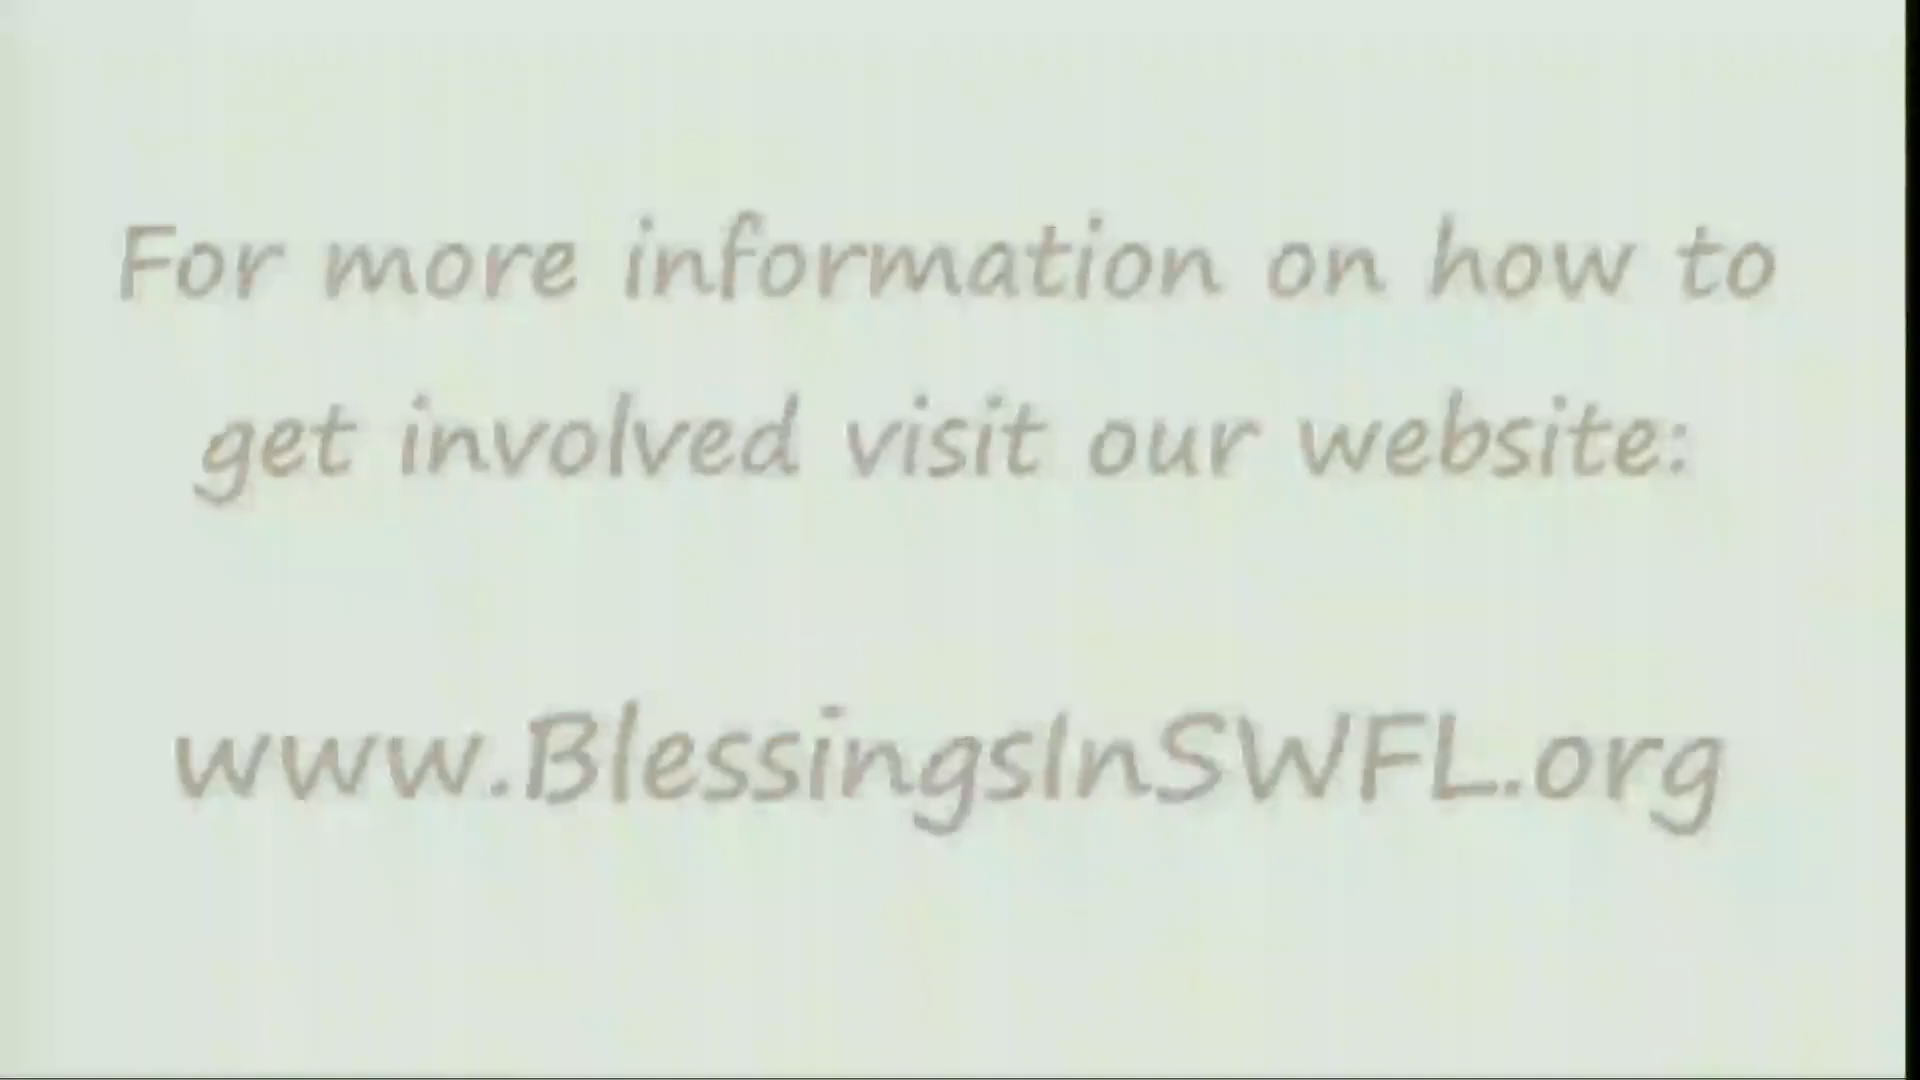 For more information on how to
get involved visit our website:
www.BlessingsInSWFL.org